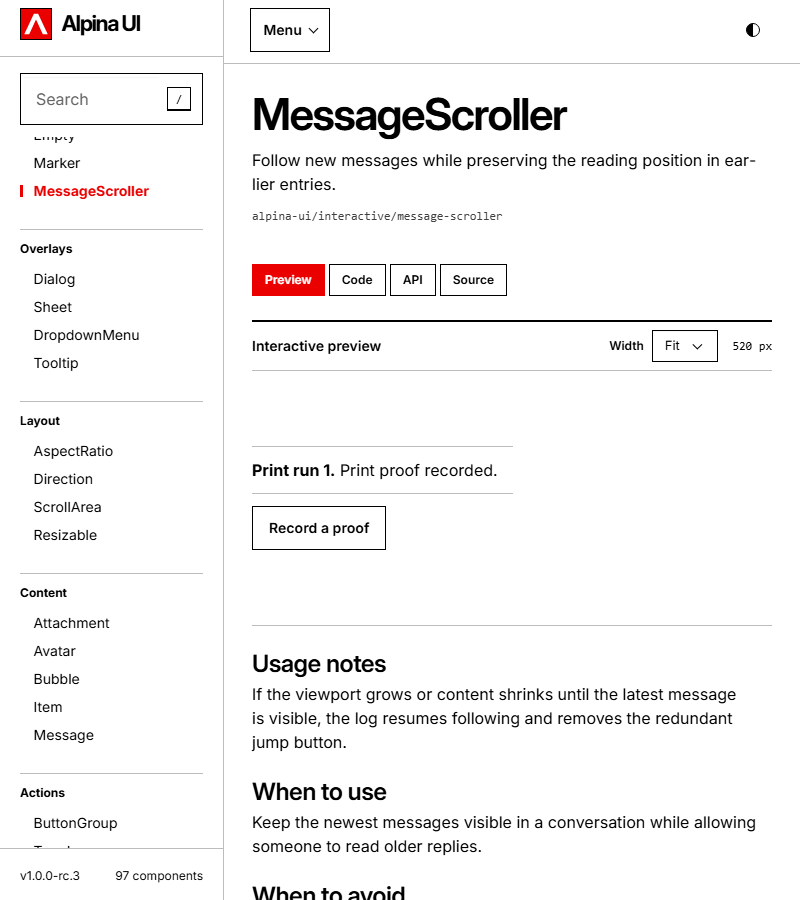 Alpina UI
Search
/
Empty
Marker
MessageScroller
Overlays
Dialog
Sheet
DropdownMenu
Tooltip
Layout
AspectRatio
Direction
ScrollArea
Resizable
Content
Attachment
Avatar
Bubble
Item
Message
Actions
ButtonGroup
v1.0.0-rc.3
97 components
Menu
MessageScroller
Follow new messages while preserving the reading position in ear-
lier entries.
alpina-ui/interactive/message-scroller
Preview
Code
API
Source
Interactive preview
Width
Fit
520 px
Print run 1. Print proof recorded.
Record a proof
Usage notes
If the viewport grows or content shrinks until the latest message
is visible, the log resumes following and removes the redundant
jump button.
When to use
Keep the newest messages visible in a conversation while allowing
someone to read older replies.
When to avoid